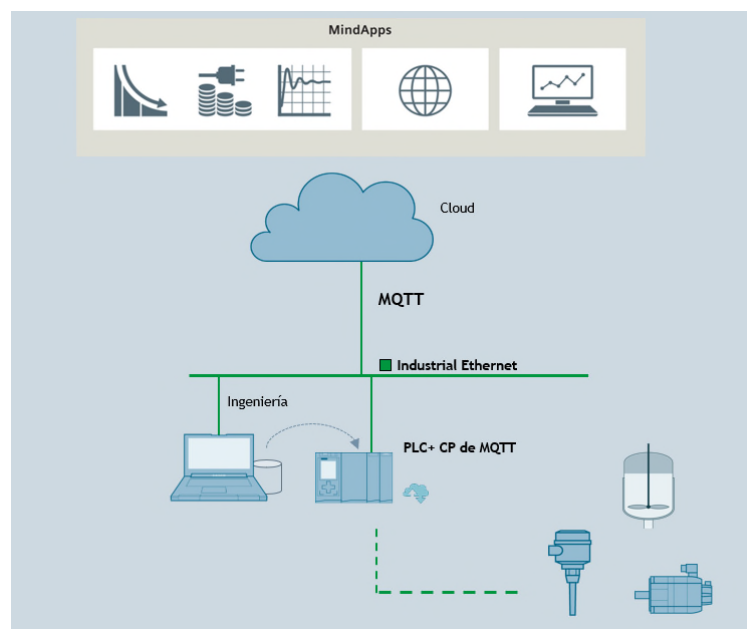 MindApps
Cloud
MQTT
Industrial Ethernet
Ingeniería
PLC+ CP de MQTT